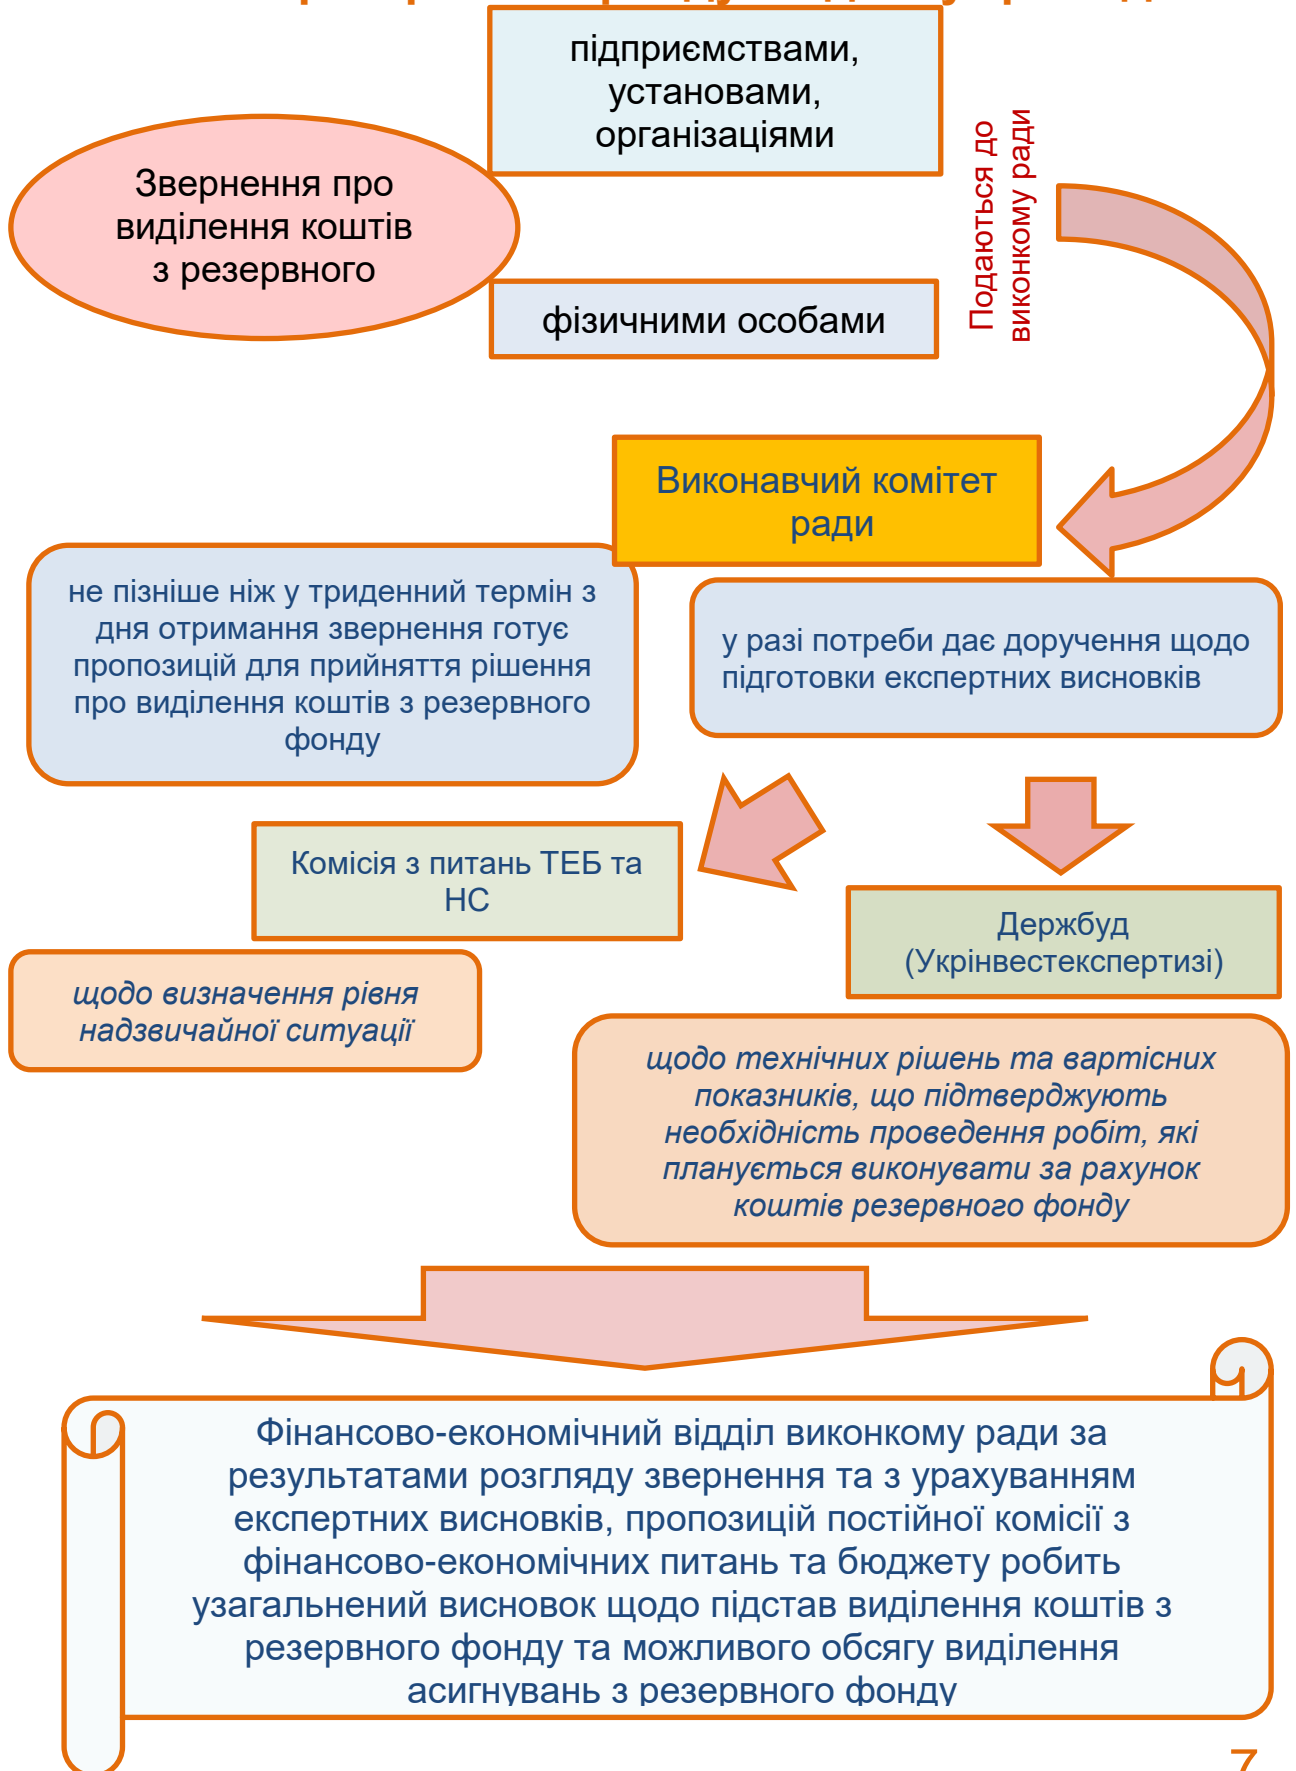 підприємствами,
установами,
організаціями
Звернення про
виділення коштів
з резервного
фізичними особами
Подаються до
виконкому ради
Виконавчий комітет
ради
не пізніше ніж у триденний термін з
дня отримання звернення готує
пропозицій для прийняття рішення
про виділення коштів з резервного
фонду
у разі потреби дає доручення щодо
підготовки експертних висновків
Комісія з питань ТЕБ та
НС
Держбуд
(Укрінвестекспертизі)
щодо визначення рівня
надзвичайної ситуації
щодо технічних рішень та вартісних
показників, що підтверджують
необхідність проведення робіт, які
планується виконувати за рахунок
коштів резервного фонду
Фінансово-економічний відділ виконкому ради за
результатами розгляду звернення та з урахуванням
експертних висновків, пропозицій постійної комісії з
фінансово-економічних питань та бюджету робить
узагальнений висновок щодо підстав виділення коштів з
резервного фонду та можливого обсягу виділення
асигнувань з резервного фонду
7